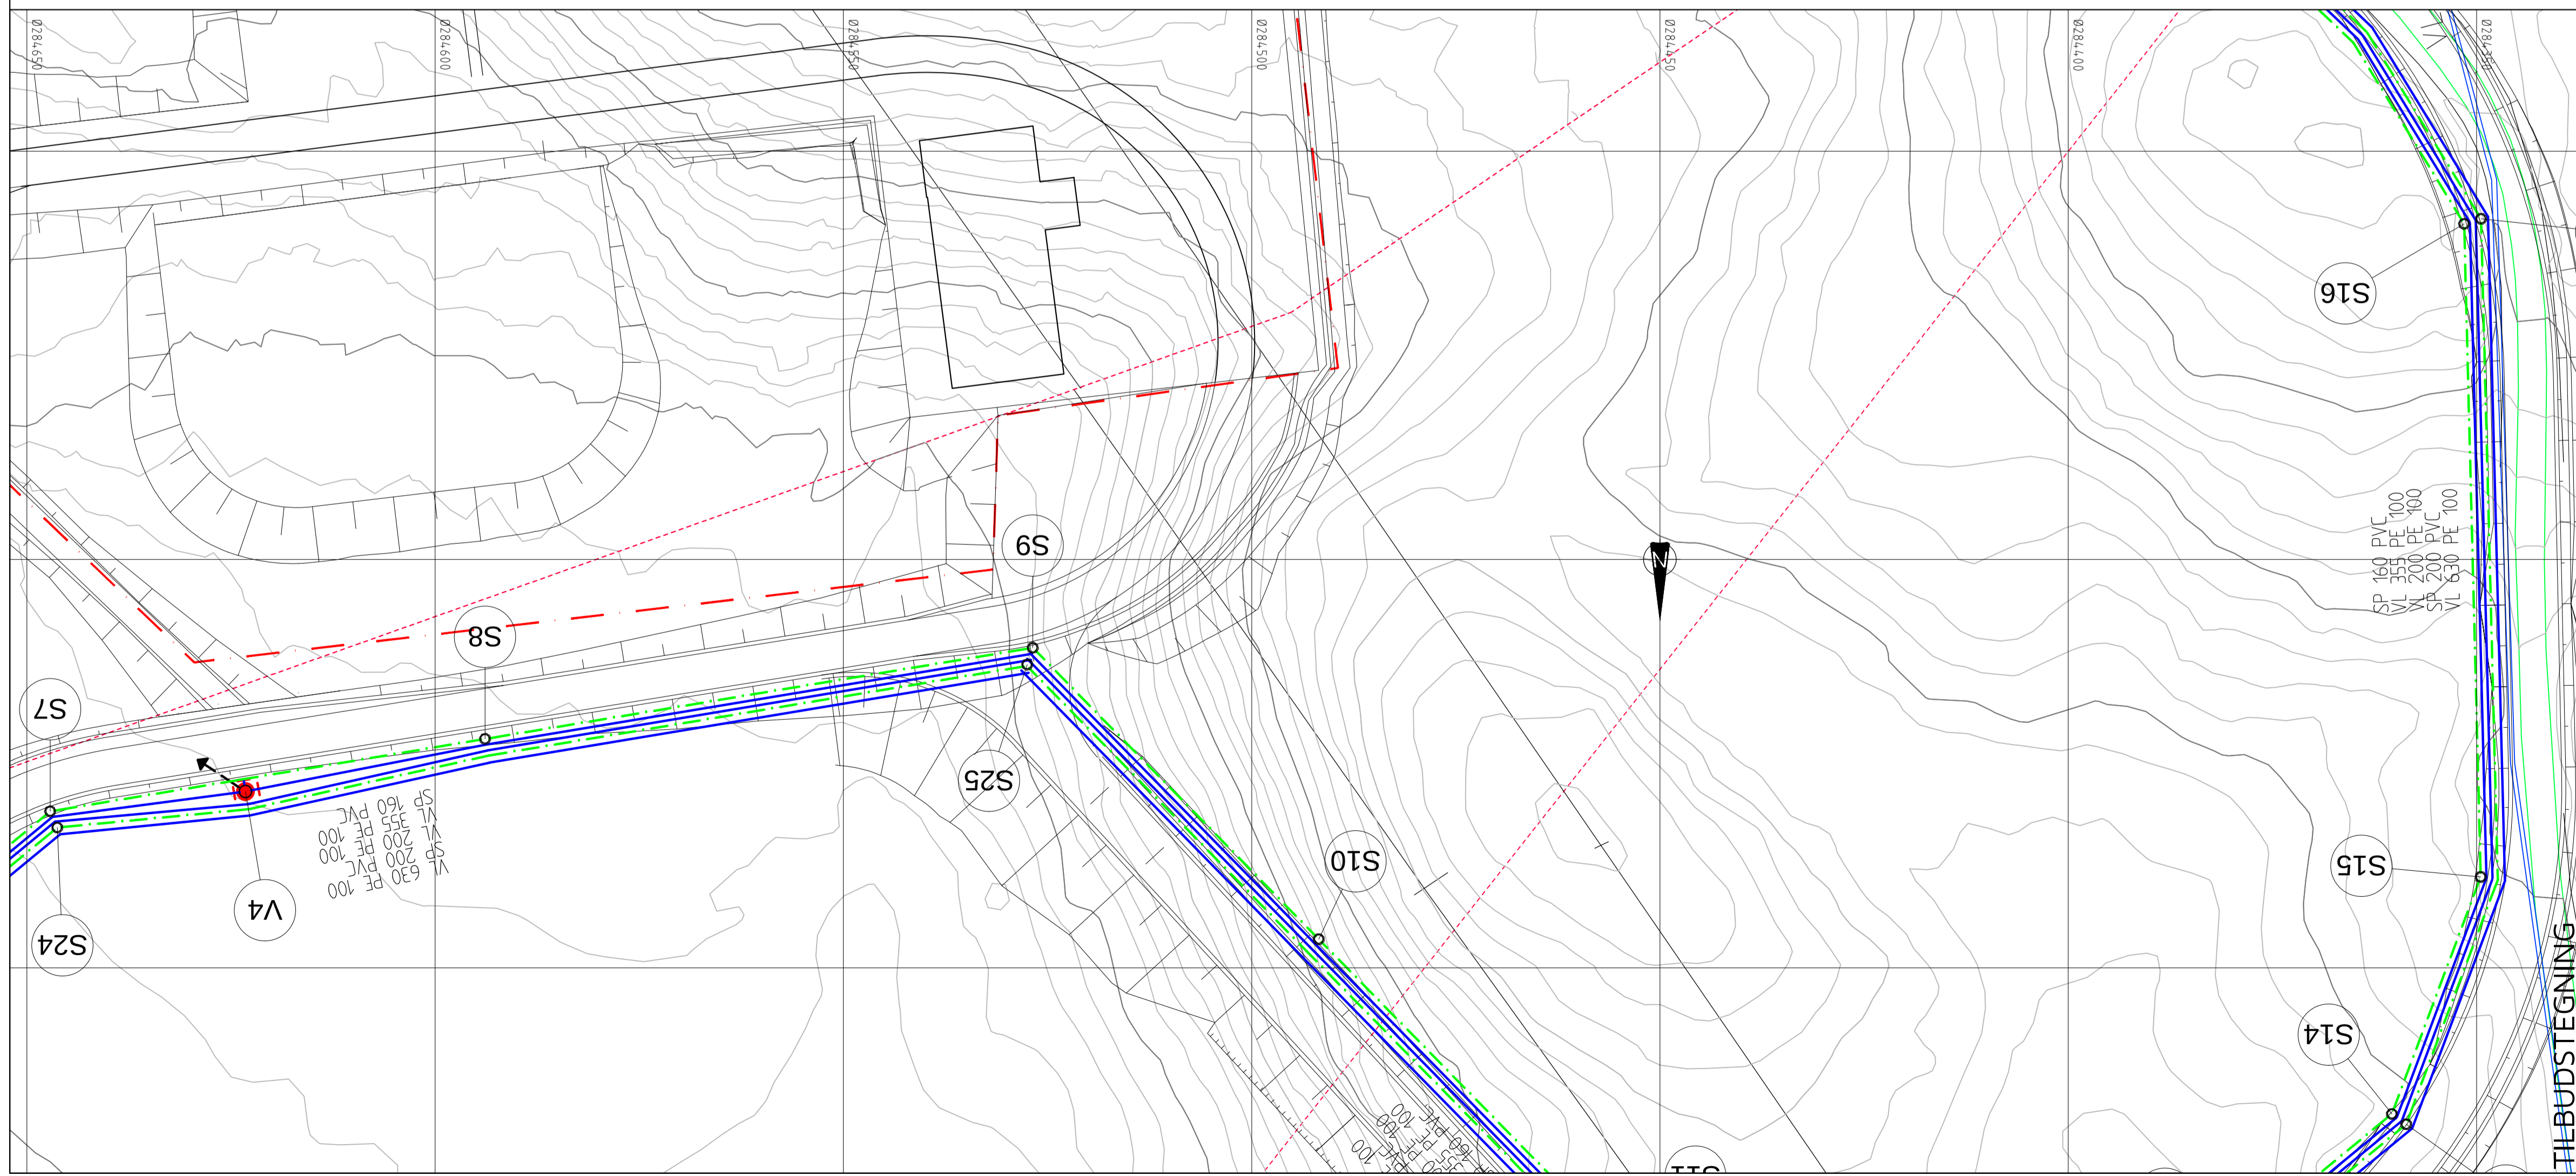 Ø284650
Ø284600
Ø284550
Ø284500
Ø284450
Ø284400
Ø284350
S16
SP 160 PVC
VL 355 PE 100
VL 200 PE 100
SP 200 PVC
VL 630 PE 100
S9
N
S8
S7
S25
SP 160 PVC
VL 355 PE 100
VL 200 PE 100
SP 200 PVC
VL 630 PE 100
V4
S24
S10
S15
S14
S11
TILBUDSTEGNING